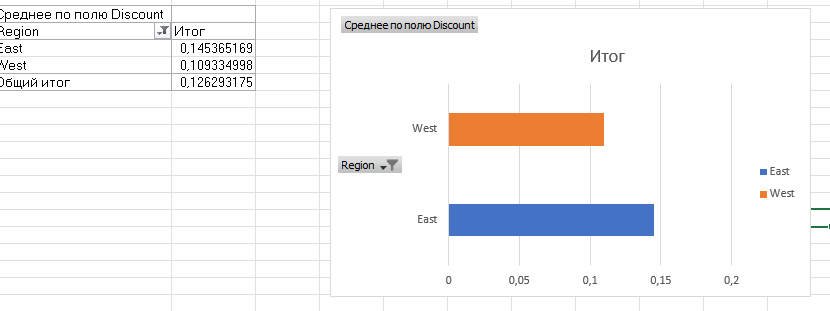 Среднее по полю Discount
Region Итог
East 0,145365169
West 0,109334998
Общий итог 0,126293175
Среднее по полю Discount
Итог
West
Region
East
East
West
0 0,05 0,1 0,15 0,2